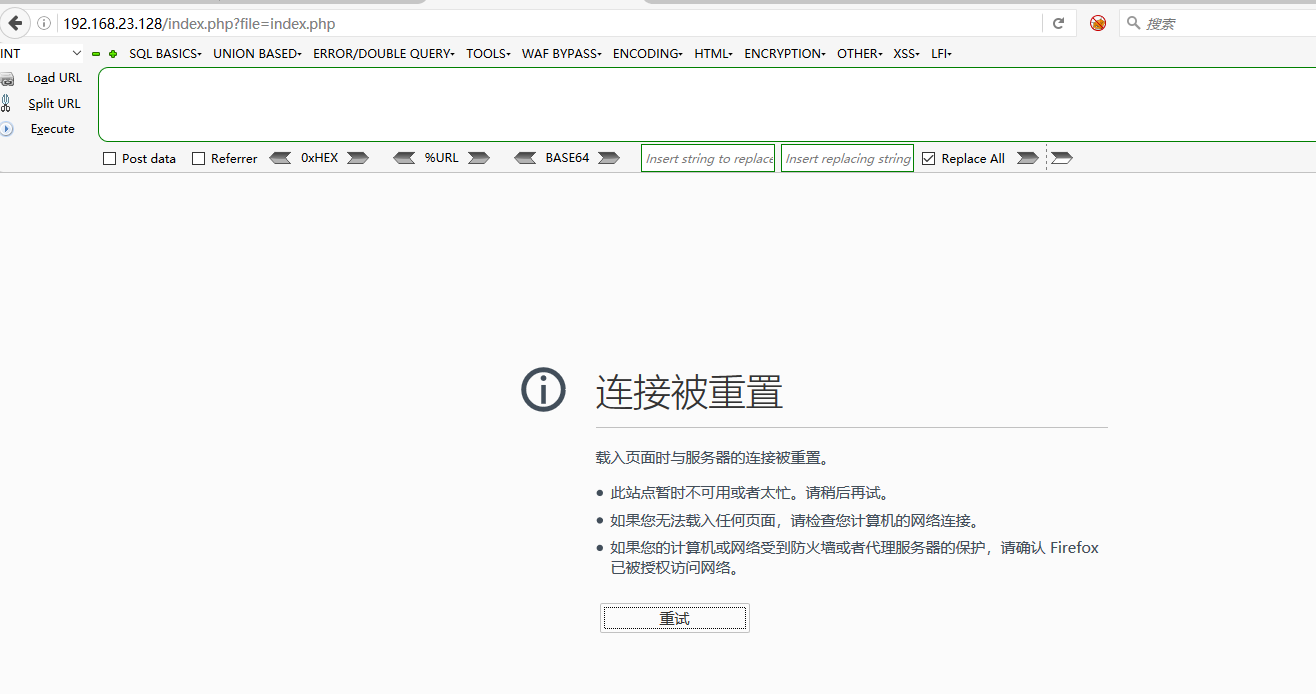 192.168.23.128/index.php?file=index.php
搜索
INT
SQL BASICS UNION BASED ERROR/DOUBLE QUERY TOOLS WAF BYPASS ENCODING HTML ENCRYPTION OTHER XSS LFI
Load URL
Split URL
Execute
Post data Referrer 0xHEX %URL BASE64 Insert string to replace Insert replacing string Replace All
连接被重置
载入页面时与服务器的连接被重置。
此站点暂时不可用或者太忙。请稍后再试。
如果您无法载入任何页面，请检查您计算机的网络连接。
如果您的计算机或网络受到防火墙或者代理服务器的保护，请确认 Firefox
已被授权访问网络。
重试